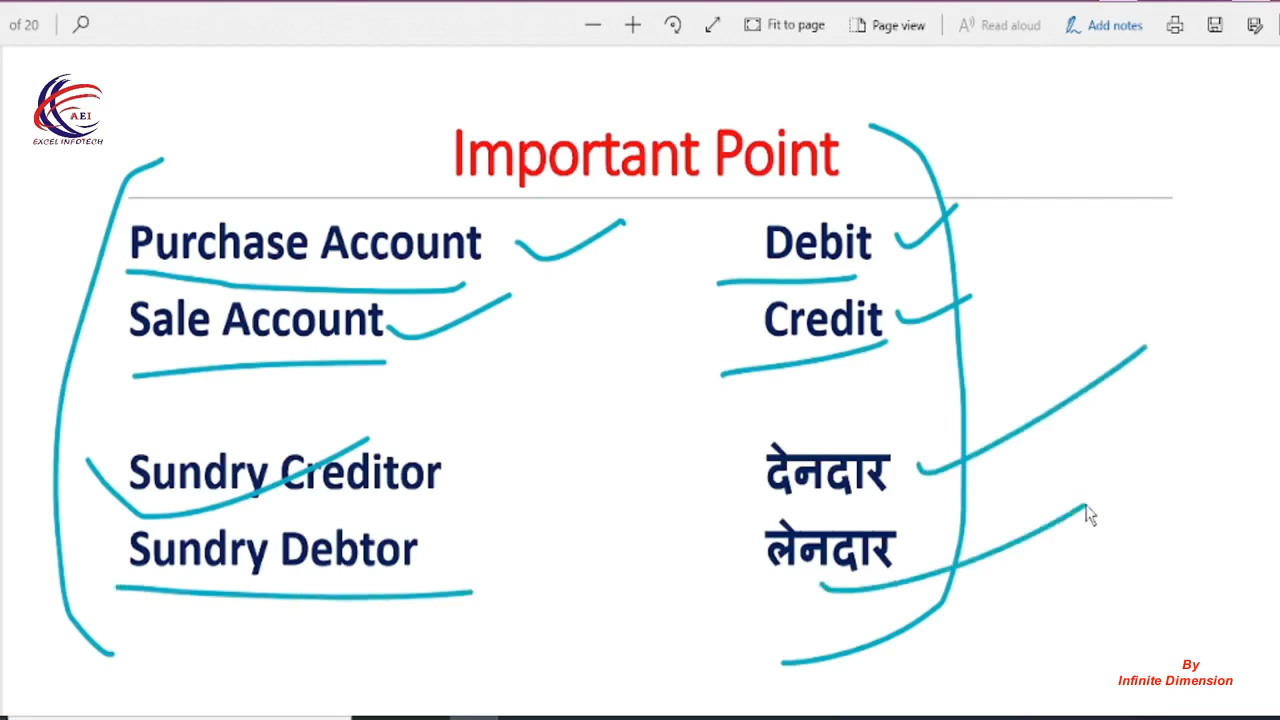 of 20 Fit to page Page view Read aloud Add notes
AEI
EXCEL INFOTECH
Important Point
Purchase Account Debit
Sale Account Credit
Sundry Creditor देनदार
Sundry Debtor लेनदार
By
Infinite Dimension